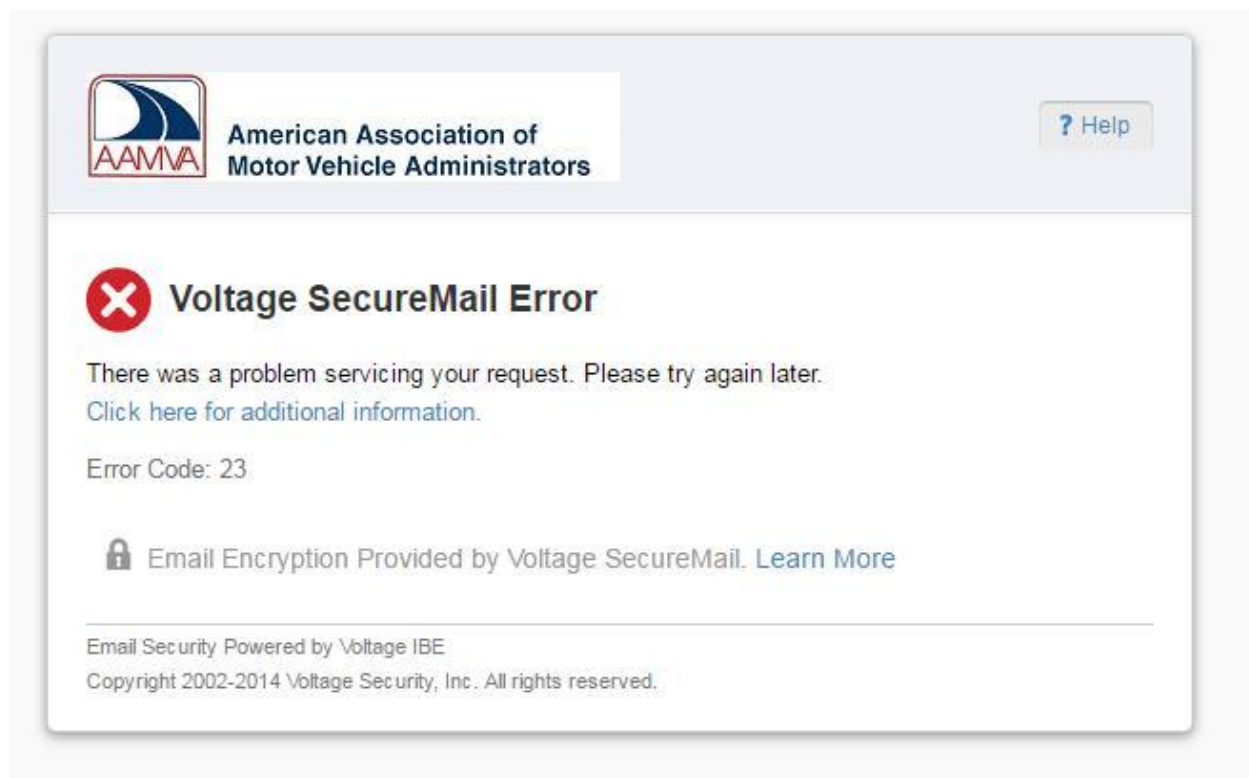 AAMVA
American Association of
Motor Vehicle Administrators
? Help
Voltage SecureMail Error
There was a problem servicing your request. Please try again later.
Click here for additional information.
Error Code: 23
Email Encryption Provided by Voltage SecureMail. Learn More
Email Security Powered by Voltage IBE
Copyright 2002-2014 Voltage Security, Inc. All rights reserved.